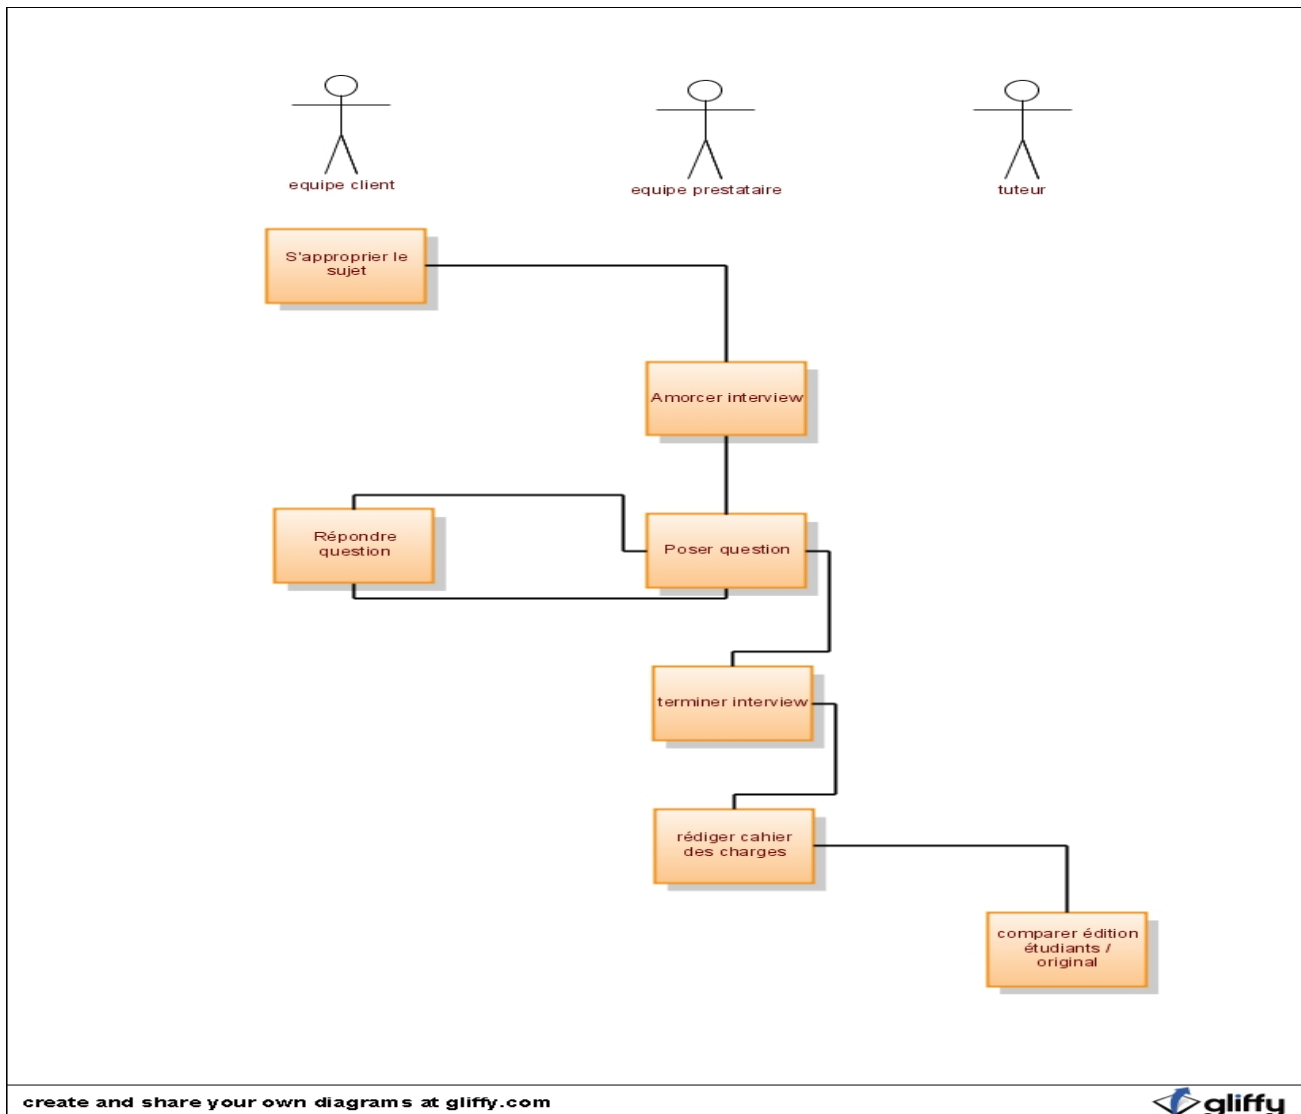 equipe client
equipe prestataire
tuteur
S'approprier le
sujet
Amorcer interview
Répondre
question
Poser question
terminer interview
rédiger cahier
des charges
comparer édition
étudiants /
original
create and share your own diagrams at gliffy.com
gliffy